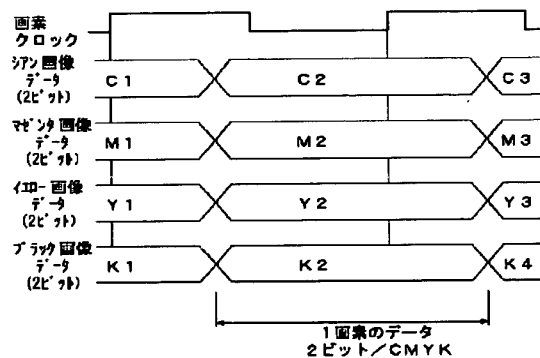 画素
クロック
シアン画像
データ
(2ビット)
C1 C2 C3
マゼンタ画像
データ
(2ビット)
M1 M2 M3
イエロー画像
データ
(2ビット)
Y1 Y2 Y3
ブラック画像
データ
(2ビット)
K1 K2 K4
1画素のデータ
2ビット/CMYK